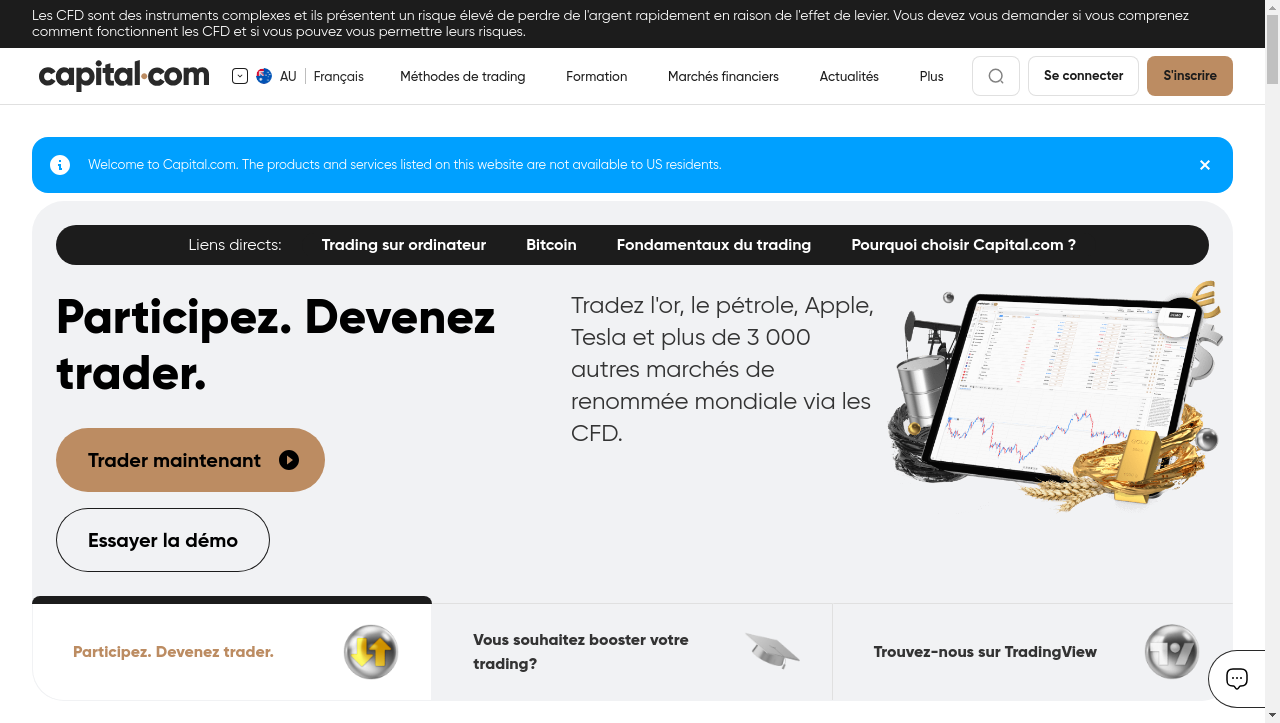 Les CFD sont des instruments complexes et ils présentent un risque élevé de perdre de l'argent rapidement en raison de l'effet de levier. Vous devez vous demander si vous comprenez
comment fonctionnent les CFD et si vous pouvez vous permettre leurs risques.
capital.com
AU
Français
Méthodes de trading
Formation
Marchés financiers
Actualités
Plus
Se connecter
S'inscrire
Welcome to Capital.com. The products and services listed on this website are not available to US residents.
Liens directs:
Trading sur ordinateur
Bitcoin
Fondamentaux du trading
Pourquoi choisir Capital.com ?
Participez. Devenez
trader.
Tradez l'or, le pétrole, Apple,
Tesla et plus de 3 000
autres marchés de
renommée mondiale via les
CFD.
Trader maintenant
Essayer la démo
Participez. Devenez trader.
Vous souhaitez booster votre
trading?
Trouvez-nous sur TradingView